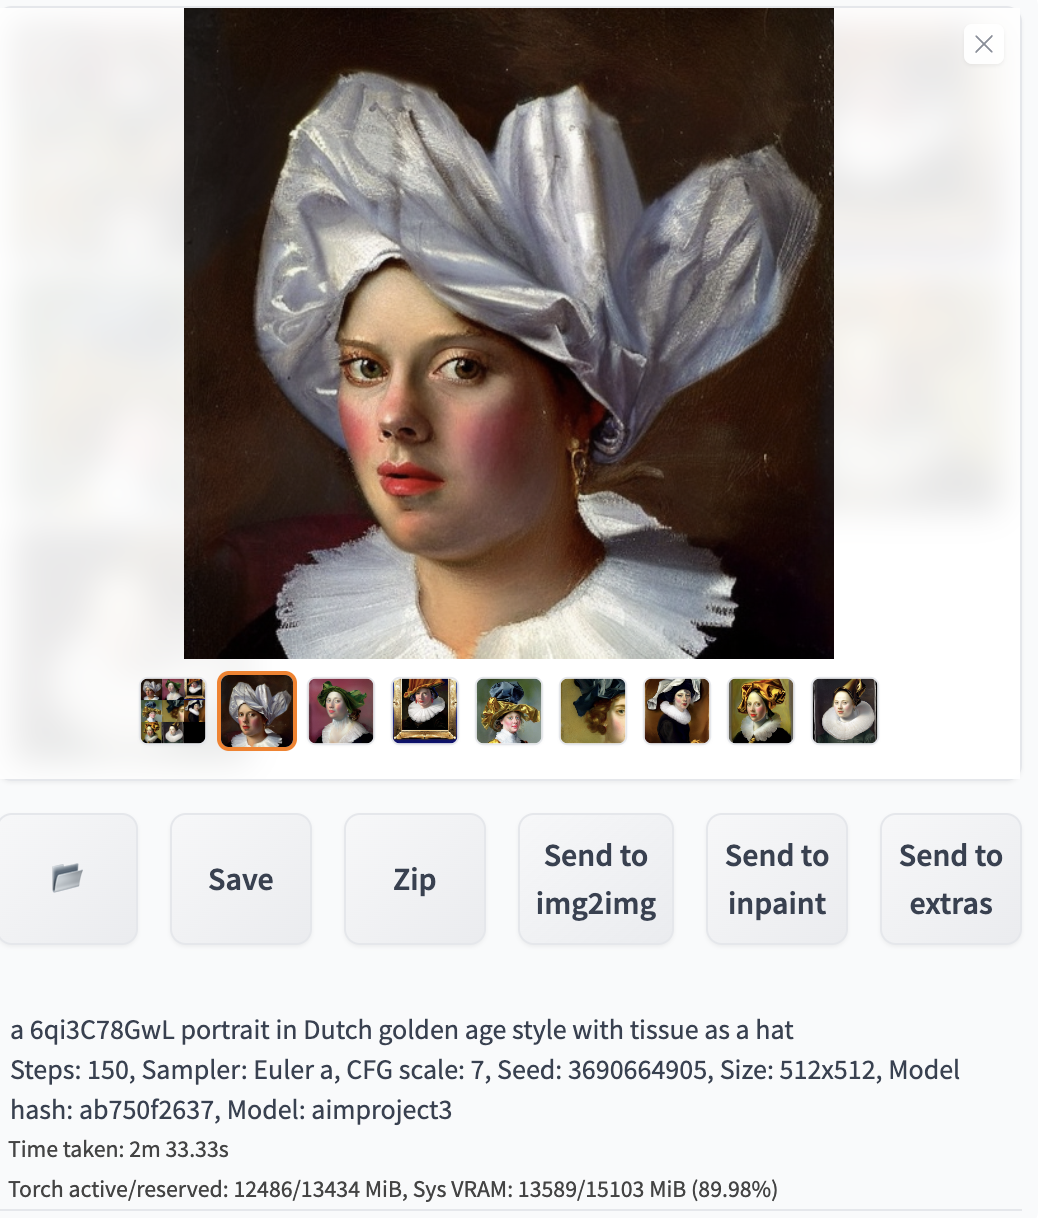 Save
Zip
Send to
img2img
Send to
inpaint
Send to
extras
a 6qi3C78GwL portrait in Dutch golden age style with tissue as a hat
Steps: 150, Sampler: Euler a, CFG scale: 7, Seed: 3690664905, Size: 512x512, Model
hash: ab750f2637, Model: aimproject3
Time taken: 2m 33.33s
Torch active/reserved: 12486/13434 MiB, Sys VRAM: 13589/15103 MiB (89.98%)